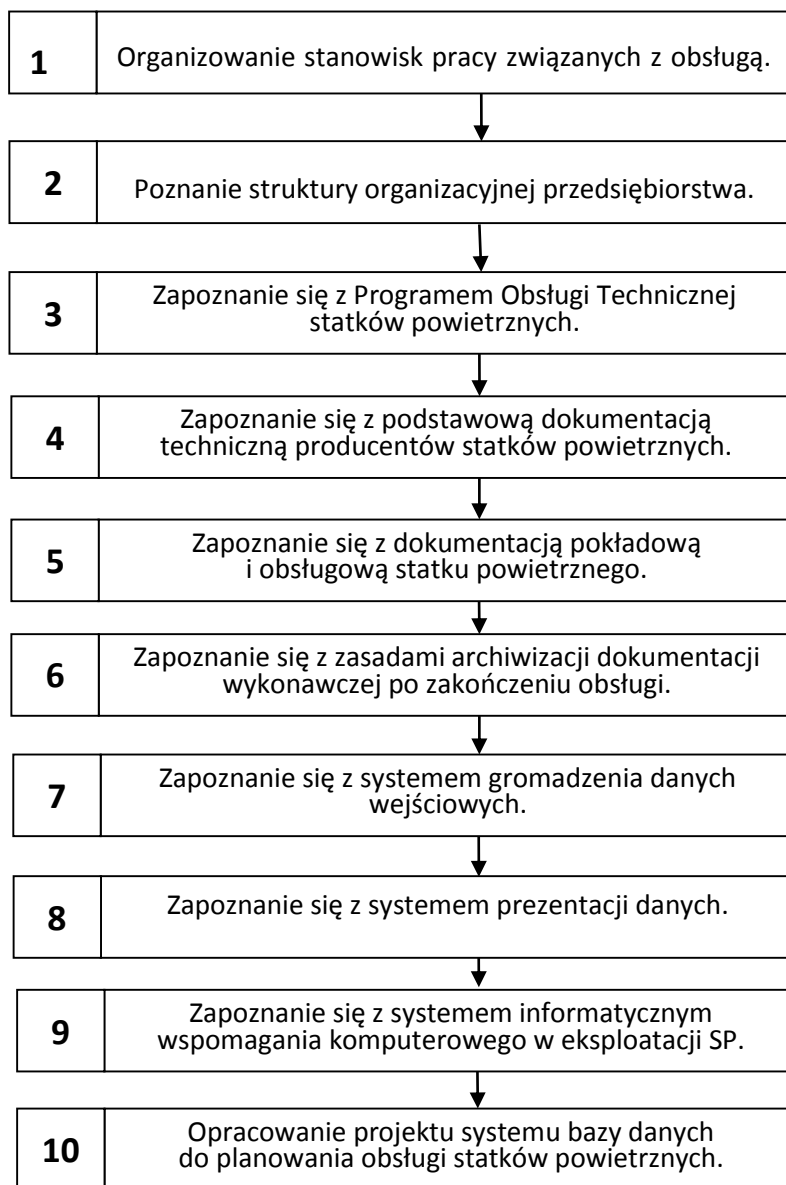 1 Organizowanie stanowisk pracy związanych z obsługą.
2 Poznanie struktury organizacyjnej przedsiębiorstwa.
3 Zapoznanie się z Programem Obsługi Technicznej
statków powietrznych.
4 Zapoznanie się z podstawową dokumentacją
techniczną producentów statków powietrznych.
5 Zapoznanie się z dokumentacją pokładową
i obsługową statku powietrznego.
6 Zapoznanie się z zasadami archiwizacji dokumentacji
wykonawczej po zakończeniu obsługi.
7 Zapoznanie się z systemem gromadzenia danych
wejściowych.
8 Zapoznanie się z systemem prezentacji danych.
9 Zapoznanie się z systemem informatycznym
wspomagania komputerowego w eksploatacji SP.
10 Opracowanie projektu systemu bazy danych
do planowania obsługi statków powietrznych.